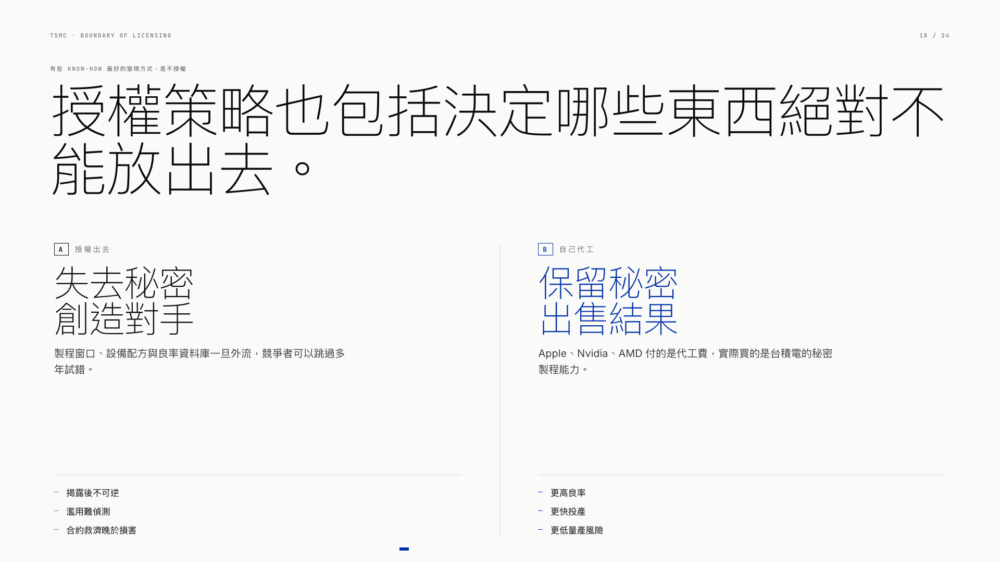 TSMC · BOUNDARY OF LICENSING
18 / 24
有些 KNOW-HOW 最好的變現方式，是不授權
授權策略也包括決定哪些東西絕對不
能放出去。
A 授權出去
失去秘密
創造對手
製程窗口、設備配方與良率資料庫一旦外流，競爭者可以跳過多
年試錯。
— 揭露後不可逆
— 濫用難偵測
— 合約救濟晚於損害
B 自己代工
保留秘密
出售結果
Apple、Nvidia、AMD 付的是代工費，實際買的是台積電的秘密
製程能力。
— 更高良率
— 更快投產
— 更低量產風險